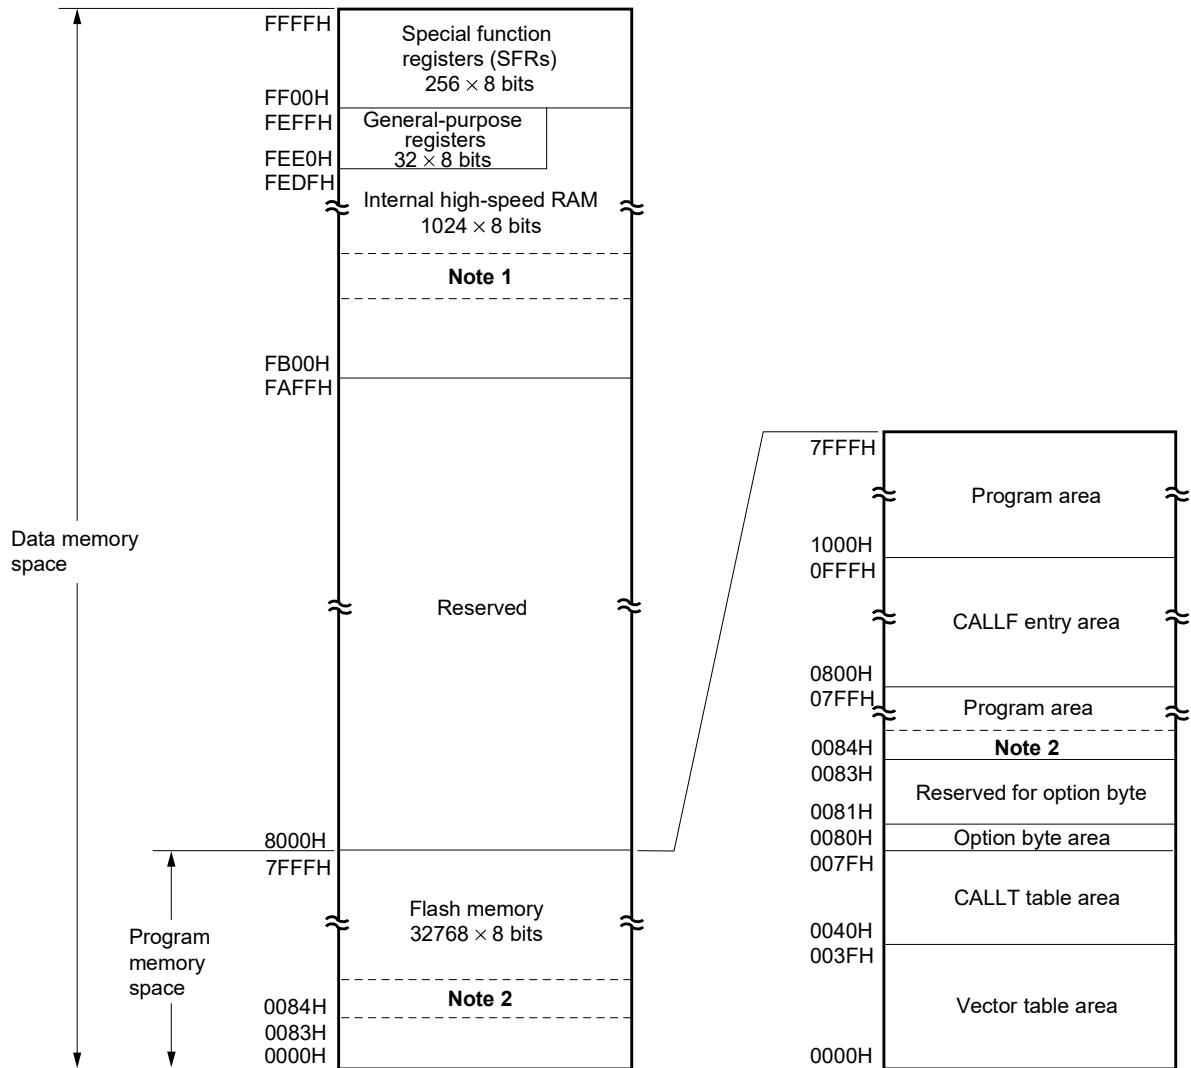 FFFFH
Special function
registers (SFRs)
256 × 8 bits
FF00H
FEFFH
General-purpose
registers
32 × 8 bits
FEE0H
FEDFH
Internal high-speed RAM
1024 × 8 bits
Note 1
FB00H
FAFFH
Data memory
space
Reserved
8000H
7FFFH
Flash memory
32768 × 8 bits
Program
memory
space
Note 2
0084H
0083H
0000H
7FFFH
Program area
1000H
0FFFH
CALLF entry area
0800H
07FFH
Program area
0084H
Note 2
0083H
Reserved for option byte
0081H
0080H
Option byte area
007FH
CALLT table area
0040H
003FH
Vector table area
0000H